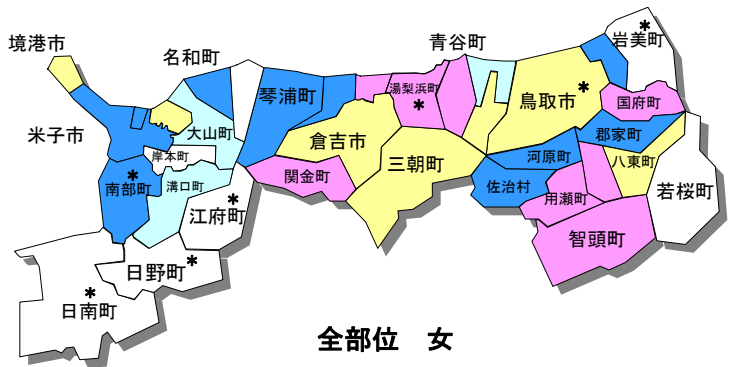 境港市
名和町
青谷町
岩美町
*
湯梨浜町
*
琴浦町
鳥取市*
国府町
米子市
大山町
倉吉市
郡家町
岸本町
三朝町
河原町
八東町
南部町
*
溝口町
関金町
佐治村
用瀬町
若桜町
江府町
*
智頭町
日野町*
日南町
*
全部位 女